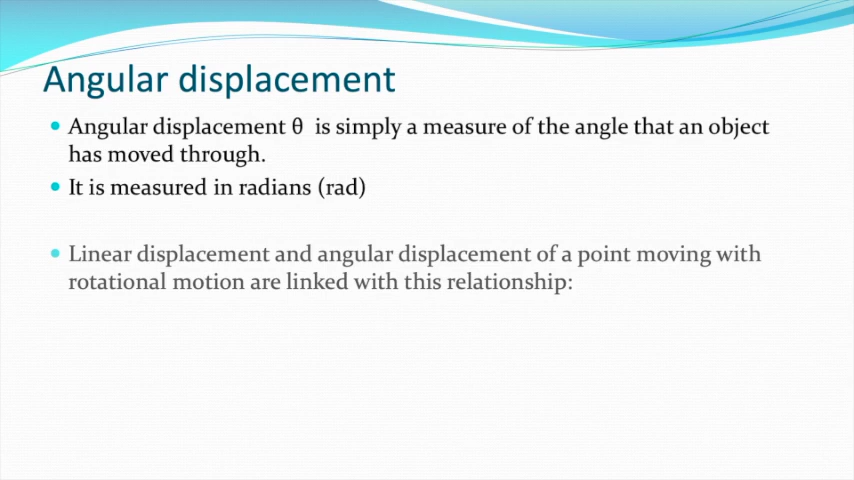 Angular displacement
• Angular displacement θ is simply a measure of the angle that an object
has moved through.
• It is measured in radians (rad)
• Linear displacement and angular displacement of a point moving with
rotational motion are linked with this relationship: